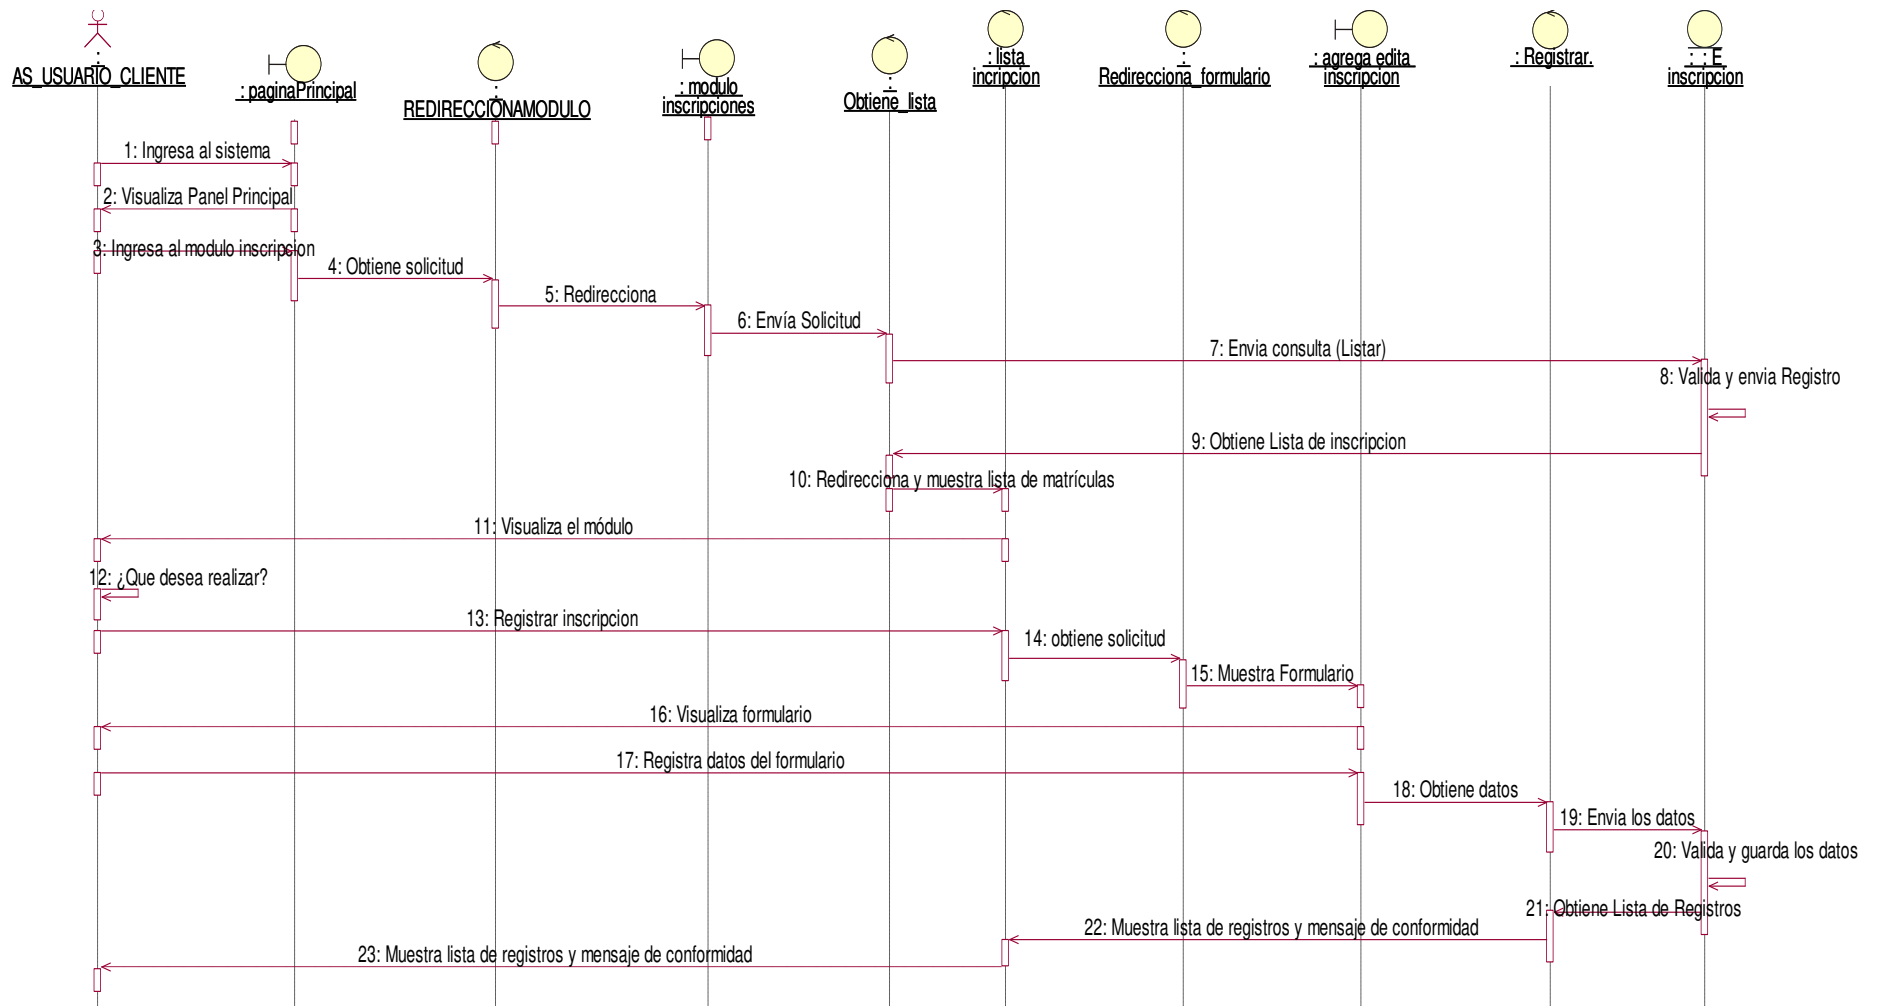 :
AS_USUARIO_CLIENTE
: paginaPrincipal
:
REDIRECCIONAMODULO
: modulo
inscripciones
:
Obtiene_lista
: lista
incripcion
:
Redirecciona_formulario
: agrega edita
inscripcion
: Registrar.
: : E
inscripcion
1: Ingresa al sistema
2: Visualiza Panel Principal
3: Ingresa al modulo inscripcion
4: Obtiene solicitud
5: Redirecciona
6: Envía Solicitud
7: Envia consulta (Listar)
8: Valida y envia Registro
9: Obtiene Lista de inscripcion
10: Redirecciona y muestra lista de matrículas
11: Visualiza el módulo
12: ¿Que desea realizar?
13: Registrar inscripcion
14: obtiene solicitud
15: Muestra Formulario
16: Visualiza formulario
17: Registra datos del formulario
18: Obtiene datos
19: Envia los datos
20: Valida y guarda los datos
21: Obtiene Lista de Registros
22: Muestra lista de registros y mensaje de conformidad
23: Muestra lista de registros y mensaje de conformidad